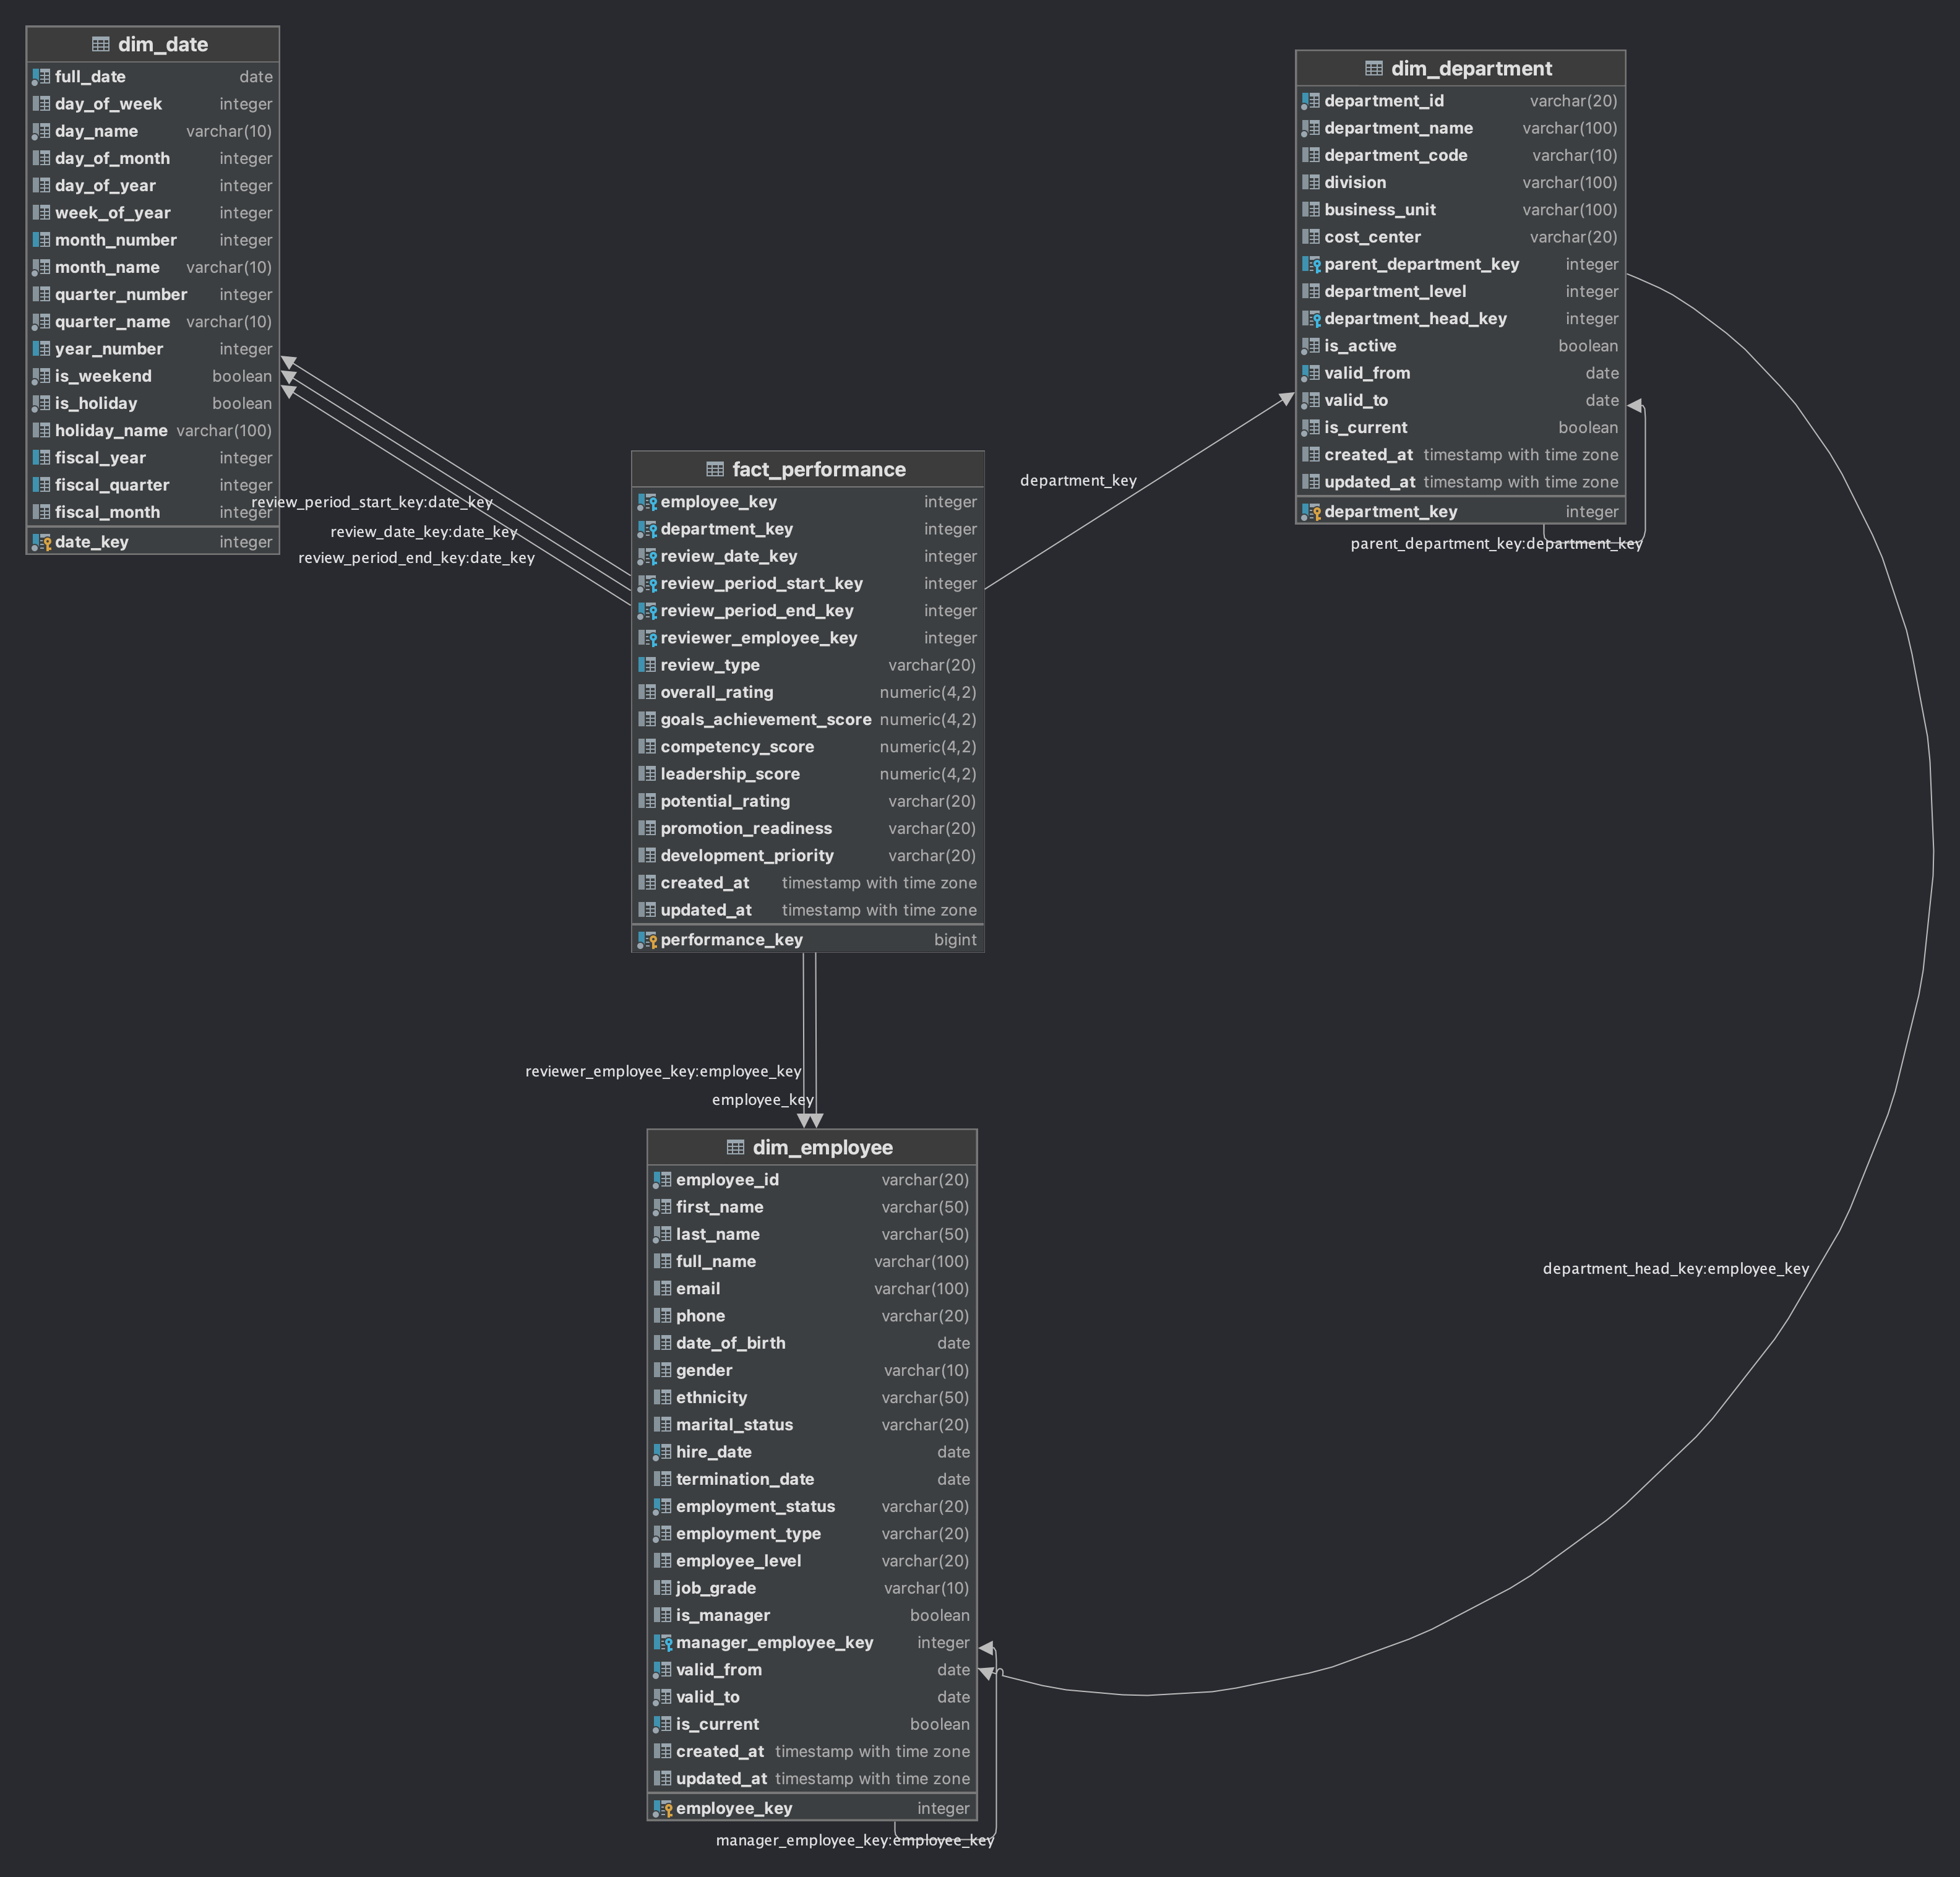 dim_date
full_date date
day_of_week integer
day_name varchar(10)
day_of_month integer
day_of_year integer
week_of_year integer
month_number integer
month_name varchar(10)
quarter_number integer
quarter_name varchar(10)
year_number integer
is_weekend boolean
is_holiday boolean
holiday_name varchar(100)
fiscal_year integer
fiscal_quarter integer
fiscal_month integer
date_key integer
dim_department
department_id varchar(20)
department_name varchar(100)
department_code varchar(10)
division varchar(100)
business_unit varchar(100)
cost_center varchar(20)
parent_department_key integer
department_level integer
department_head_key integer
is_active boolean
valid_from date
valid_to date
is_current boolean
created_at timestamp with time zone
updated_at timestamp with time zone
department_key integer
parent_department_key:department_key
review_period_start_key:date_key
review_date_key:date_key
review_period_end_key:date_key
department_key
fact_performance
employee_key integer
department_key integer
review_date_key integer
review_period_start_key integer
review_period_end_key integer
reviewer_employee_key integer
review_type varchar(20)
overall_rating numeric(4,2)
goals_achievement_score numeric(4,2)
competency_score numeric(4,2)
leadership_score numeric(4,2)
potential_rating varchar(20)
promotion_readiness varchar(20)
development_priority varchar(20)
created_at timestamp with time zone
updated_at timestamp with time zone
performance_key bigint
reviewer_employee_key:employee_key
employee_key
department_head_key:employee_key
dim_employee
employee_id varchar(20)
first_name varchar(50)
last_name varchar(50)
full_name varchar(100)
email varchar(100)
phone varchar(20)
date_of_birth date
gender varchar(10)
ethnicity varchar(50)
marital_status varchar(20)
hire_date date
termination_date date
employment_status varchar(20)
employment_type varchar(20)
employee_level varchar(20)
job_grade varchar(10)
is_manager boolean
manager_employee_key integer
valid_from date
valid_to date
is_current boolean
created_at timestamp with time zone
updated_at timestamp with time zone
employee_key integer
manager_employee_key:employee_key